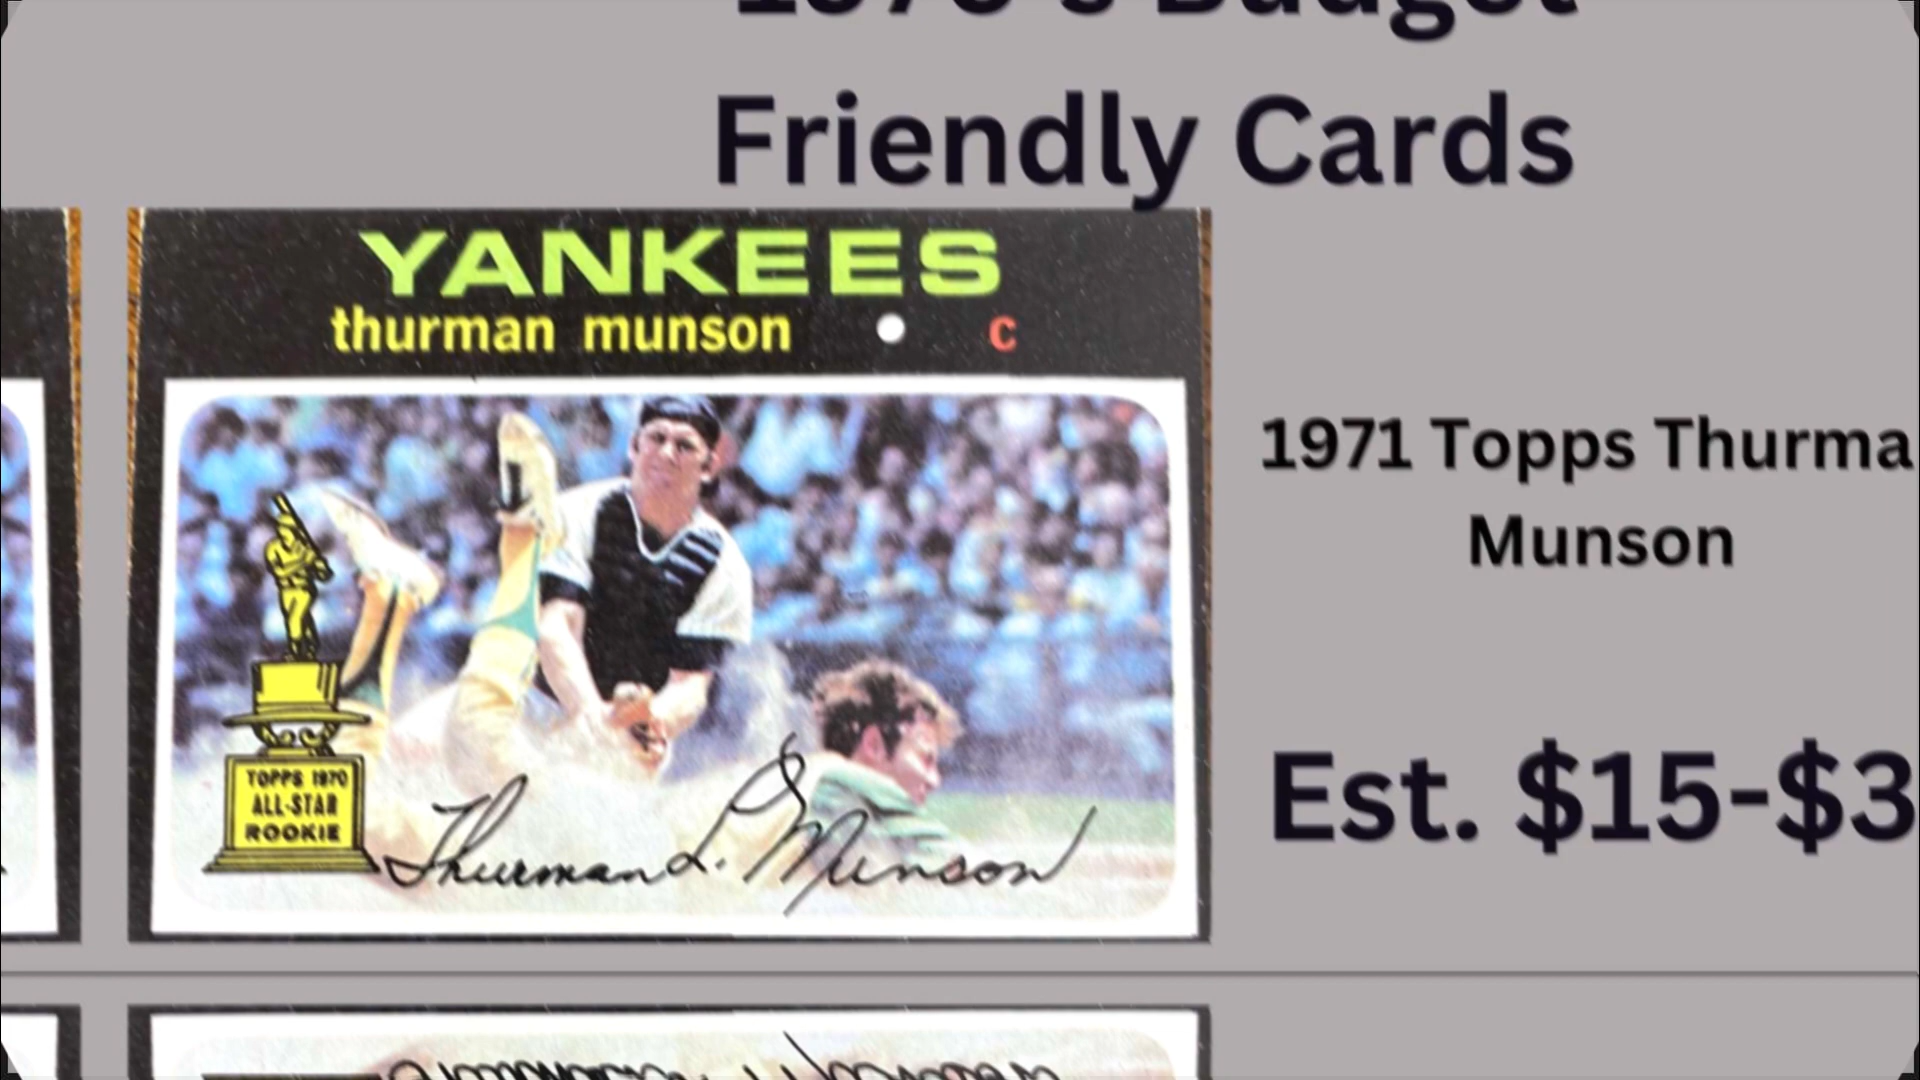 Friendly Cards
YANKEES
thurman munson • c
1971 Topps Thurma
Munson
Est. $15-$3
TOPPS 1970
ALL-STAR
ROOKIE
Thurman L. Munson